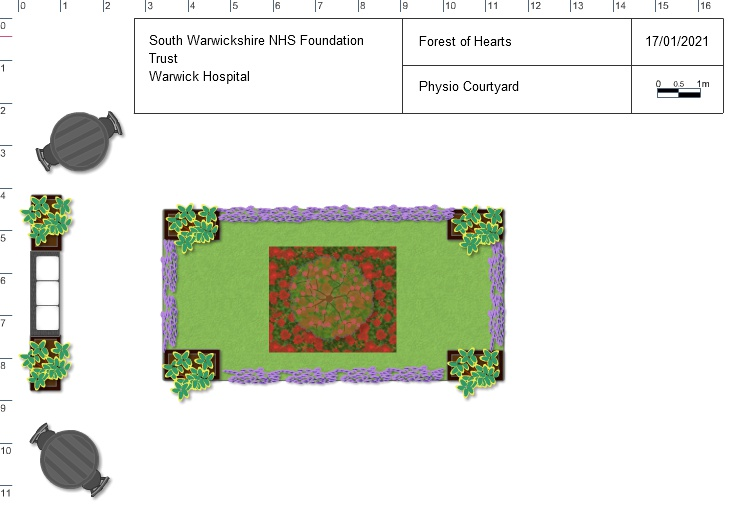 0 1 2 3 4 5 6 7 8 9 10 11 12 13 14 15 16
0
1
2
3
4
5
6
7
8
9
10
11
South Warwickshire NHS Foundation
Trust
Warwick Hospital
Forest of Hearts
17/01/2021
Physio Courtyard
0 0.5 1m